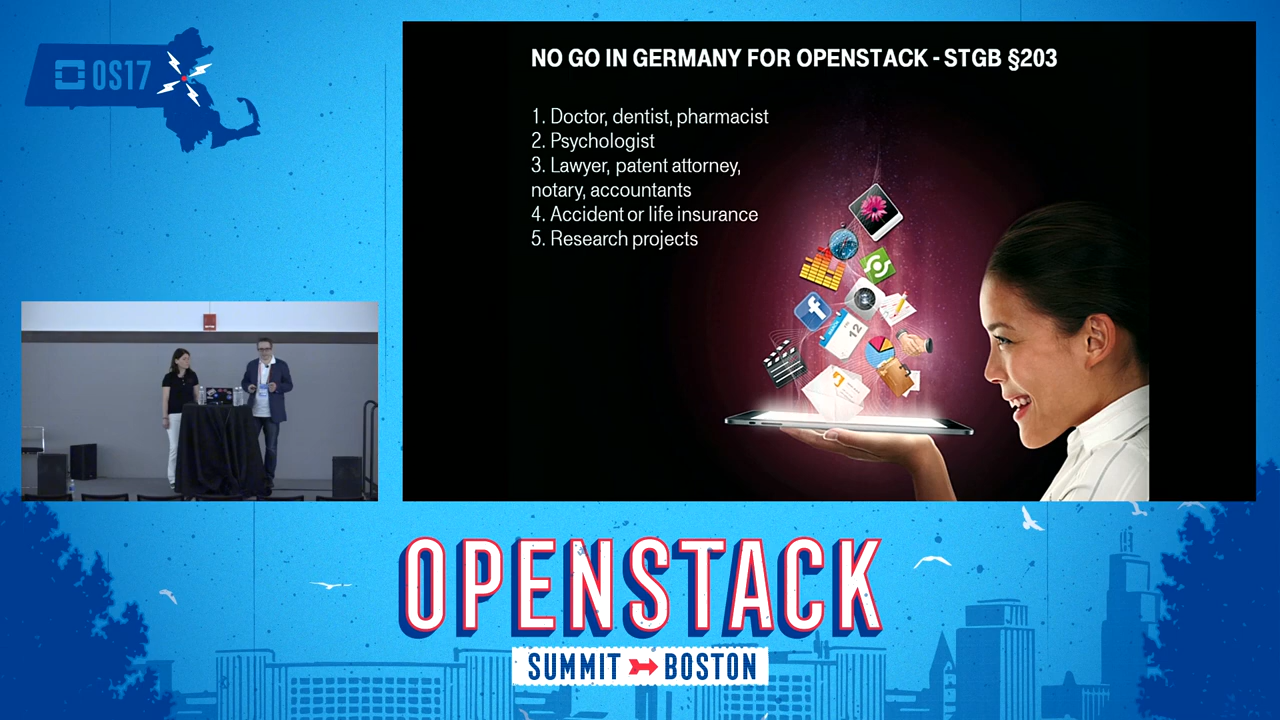 OS17
NO GO IN GERMANY FOR OPENSTACK - STGB §203
1. Doctor, dentist, pharmacist
2. Psychologist
3. Lawyer, patent attorney,
notary, accountants
4. Accident or life insurance
5. Research projects
12
OPENSTACK
SUMMIT BOSTON